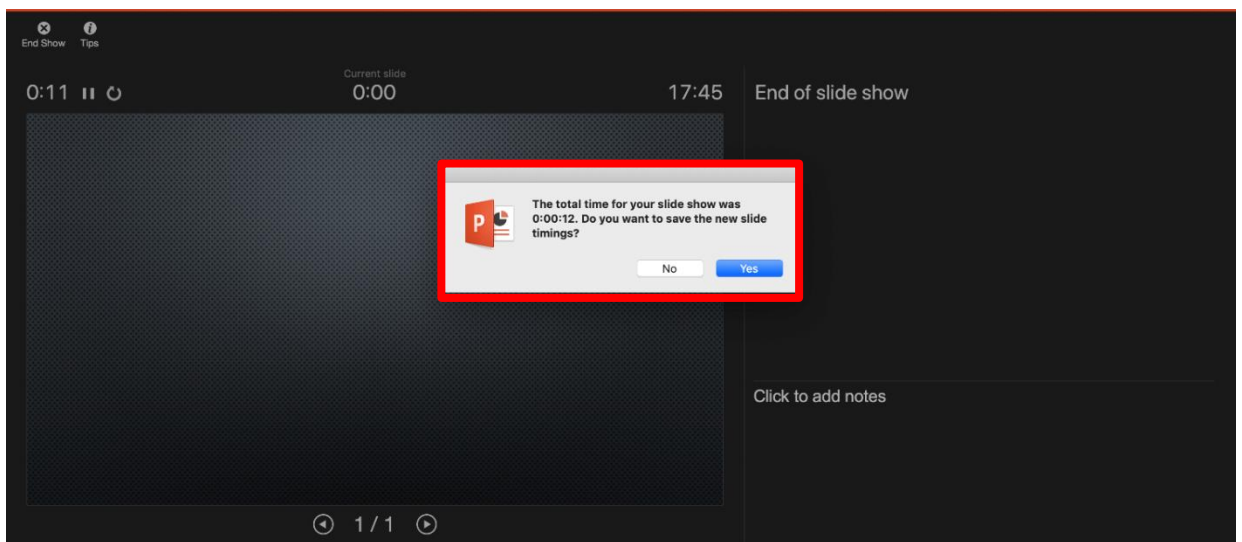 End Show Tips
Current slide
0:11 0:00 17:45
End of slide show
The total time for your slide show was
0:00:12. Do you want to save the new slide
timings?
P
No Yes
Click to add notes
1 / 1